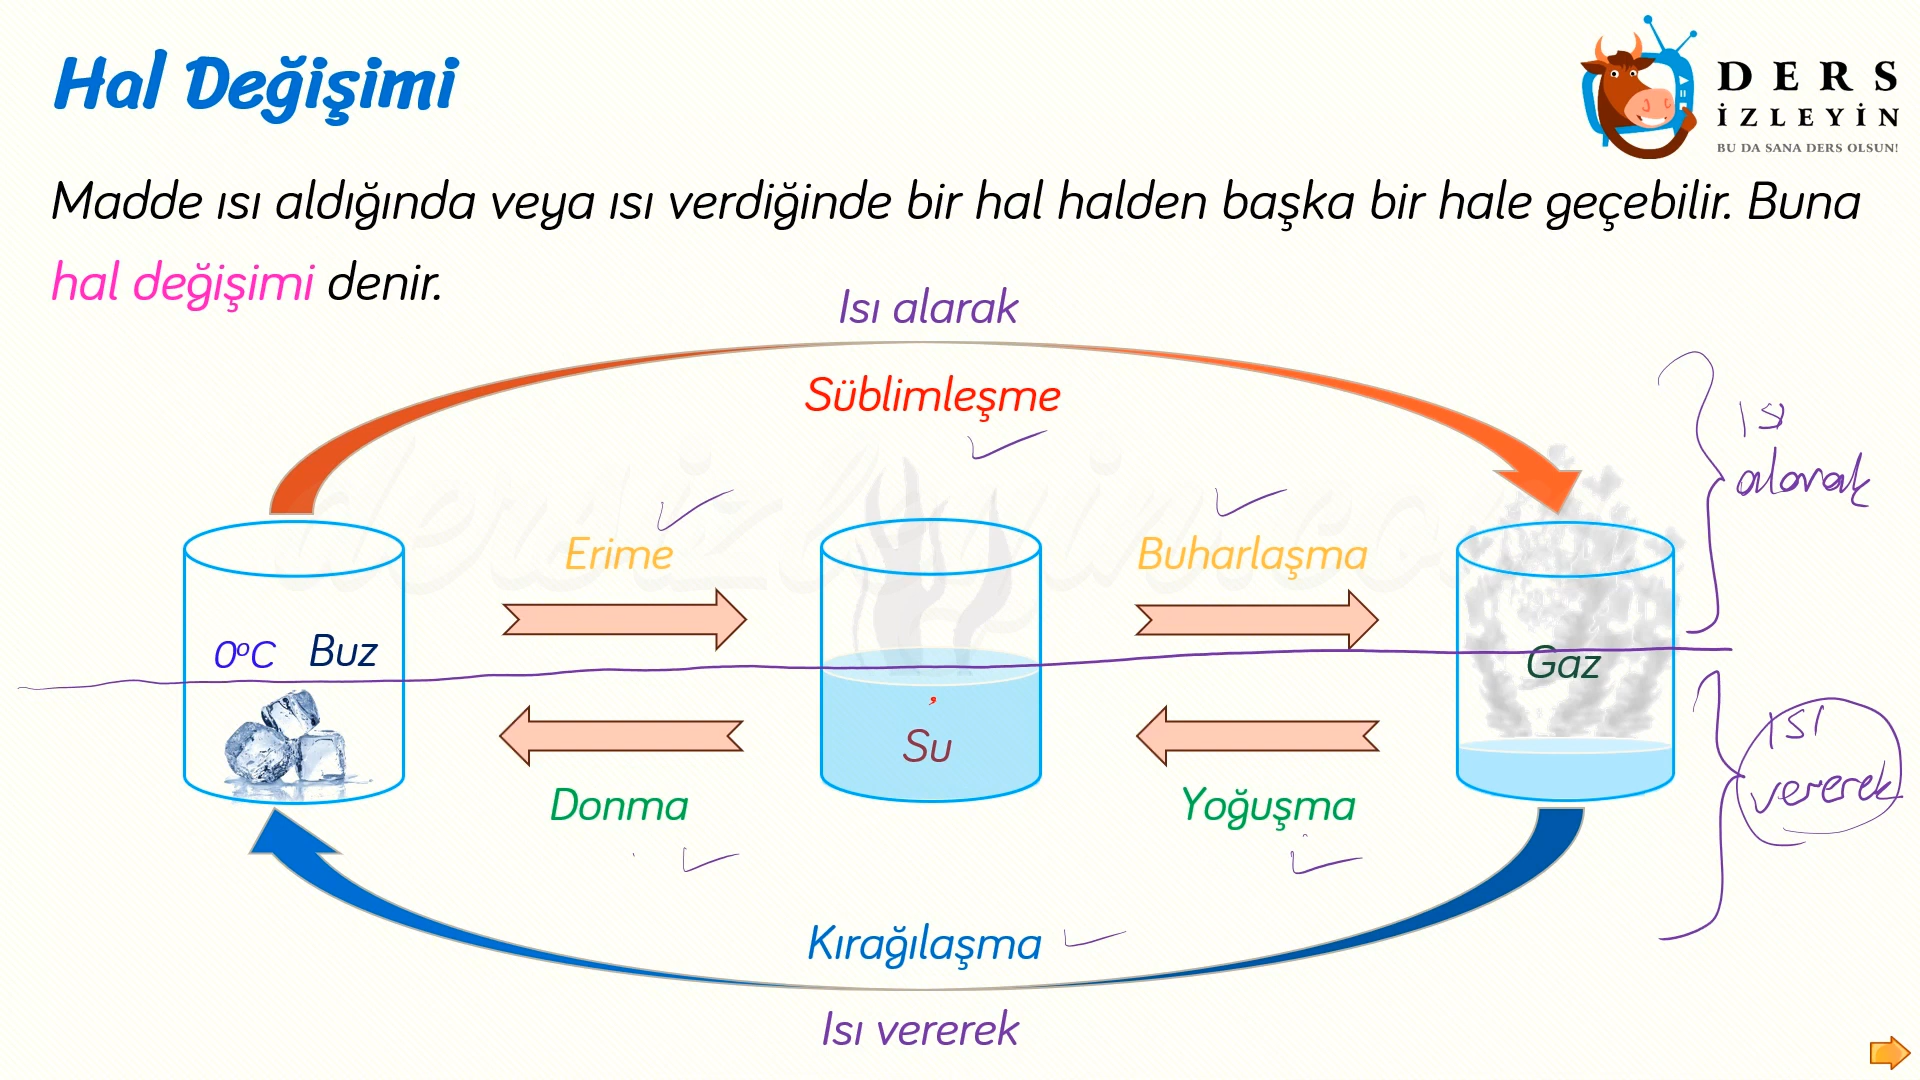 Hal Değişimi
DERS
İZLEYİN
BU DA SANA DERS OLSUN!
Madde ısı aldığında veya ısı verdiğinde bir hal halden başka bir hale geçebilir. Buna
hal değişimi denir.
Isı alarak
Süblimleşme
ısı
alarak
Erime
Buharlaşma
0°C Buz
Su
Gaz
ısı
vererek
Donma
Yoğuşma
Kırağılaşma
Isı vererek